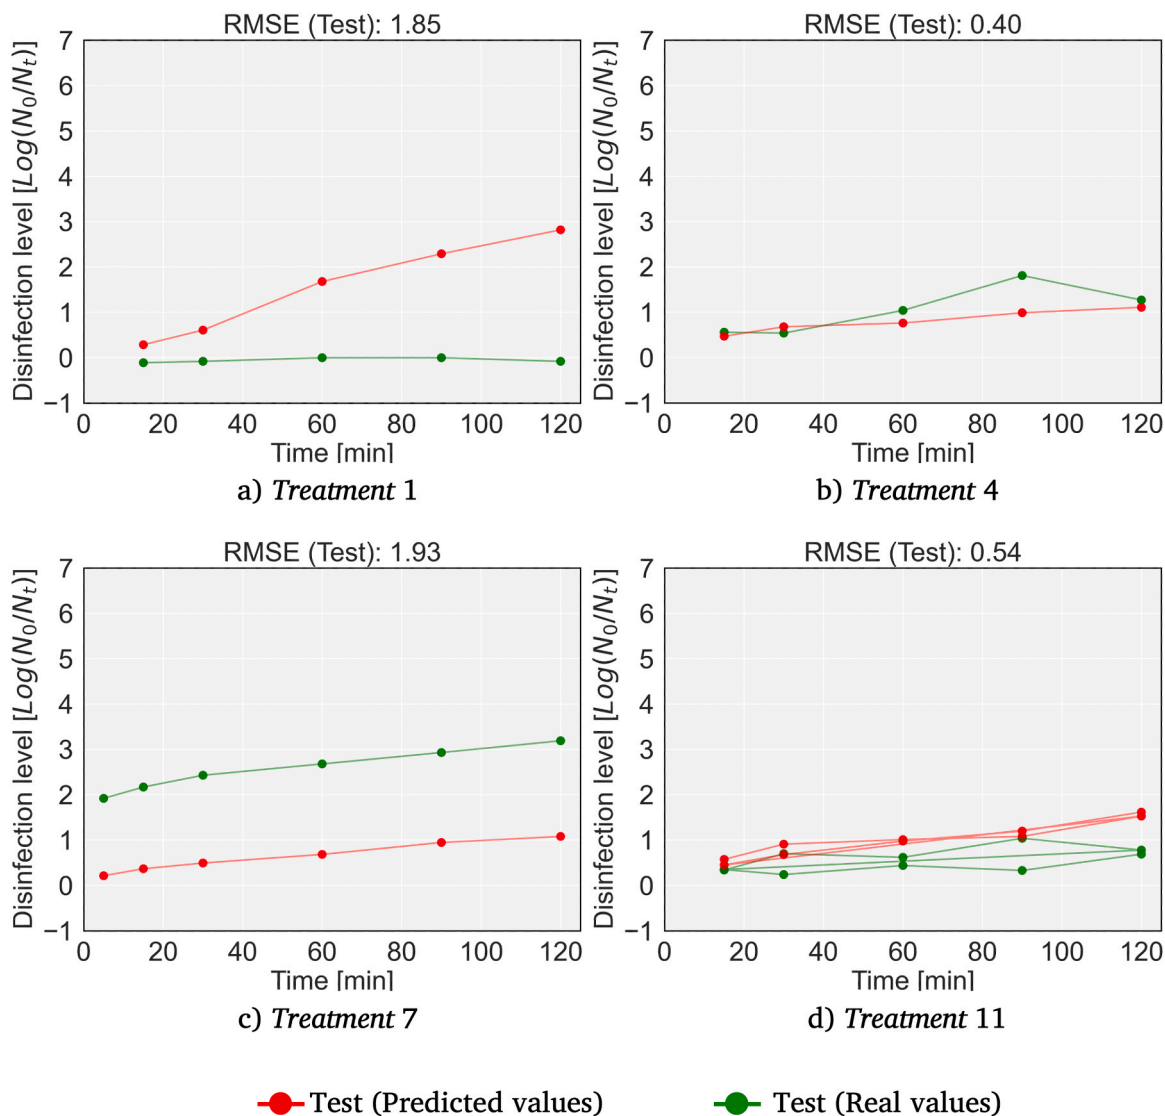 RMSE (Test): 1.85
Disinfection level [Log(N₀/Nₜ)]
7
6
5
4
3
2
1
0
−1
0 20 40 60 80 100 120
Time [min]
a) Treatment 1
RMSE (Test): 0.40
Disinfection level [Log(N₀/Nₜ)]
7
6
5
4
3
2
1
0
−1
0 20 40 60 80 100 120
Time [min]
b) Treatment 4
RMSE (Test): 1.93
Disinfection level [Log(N₀/Nₜ)]
7
6
5
4
3
2
1
0
−1
0 20 40 60 80 100 120
Time [min]
c) Treatment 7
RMSE (Test): 0.54
Disinfection level [Log(N₀/Nₜ)]
7
6
5
4
3
2
1
0
−1
0 20 40 60 80 100 120
Time [min]
d) Treatment 11
Test (Predicted values)
Test (Real values)